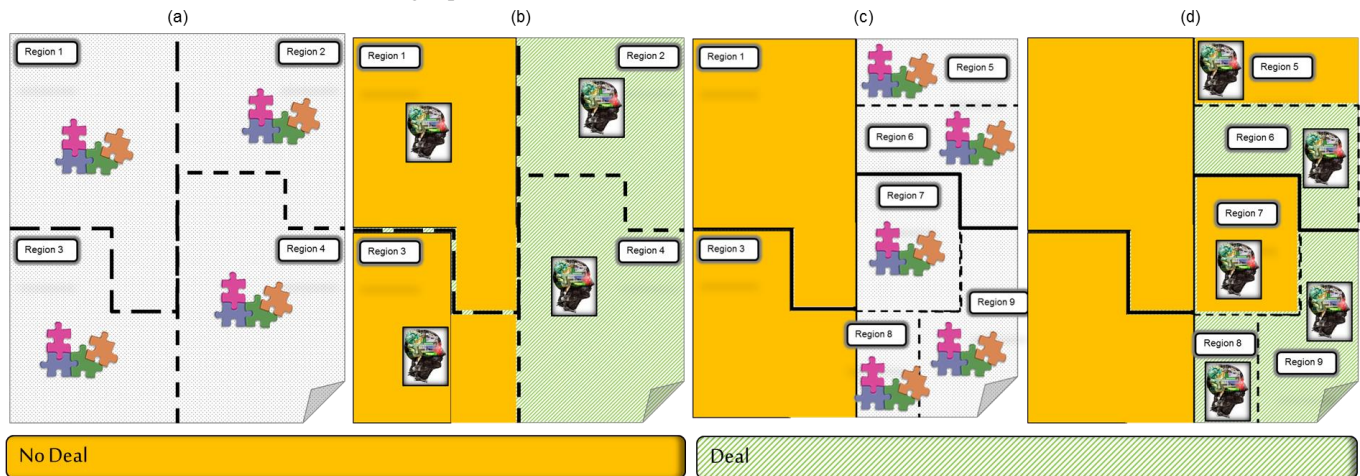 (a)
Region 1
Region 2
Region 3
Region 4
(b)
Region 1
Region 2
Region 3
Region 4
(c)
Region 1
Region 5
Region 6
Region 7
Region 3
Region 9
Region 8
(d)
Region 5
Region 6
Region 7
Region 8
Region 9
No Deal
Deal